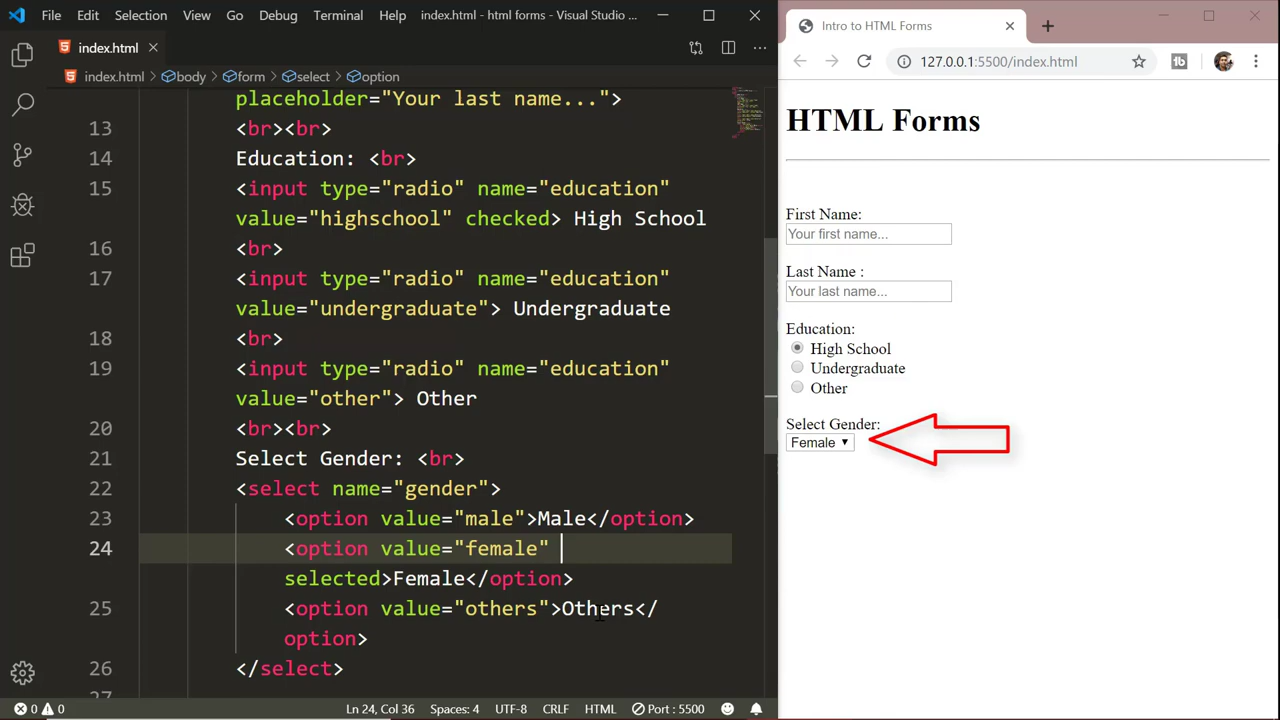 File Edit Selection View Go Debug Terminal Help index.html - html forms - Visual Studio ...
index.html
index.html > body > form > select > option
placeholder="Your last name...">
13 <br><br>
14 Education: <br>
15 <input type="radio" name="education"
value="highschool" checked> High School
16 <br>
17 <input type="radio" name="education"
value="undergraduate"> Undergraduate
18 <br>
19 <input type="radio" name="education"
value="other"> Other
20 <br><br>
21 Select Gender: <br>
22 <select name="gender">
23 <option value="male">Male</option>
24 <option value="female"
selected>Female</option>
25 <option value="others">Others</
option>
26 </select>
27
0 0 Ln 24, Col 36 Spaces: 4 UTF-8 CRLF HTML Port : 5500
Intro to HTML Forms
127.0.0.1:5500/index.html
HTML Forms
First Name:
Your first name...
Last Name :
Your last name...
Education:
High School
Undergraduate
Other
Select Gender:
Female